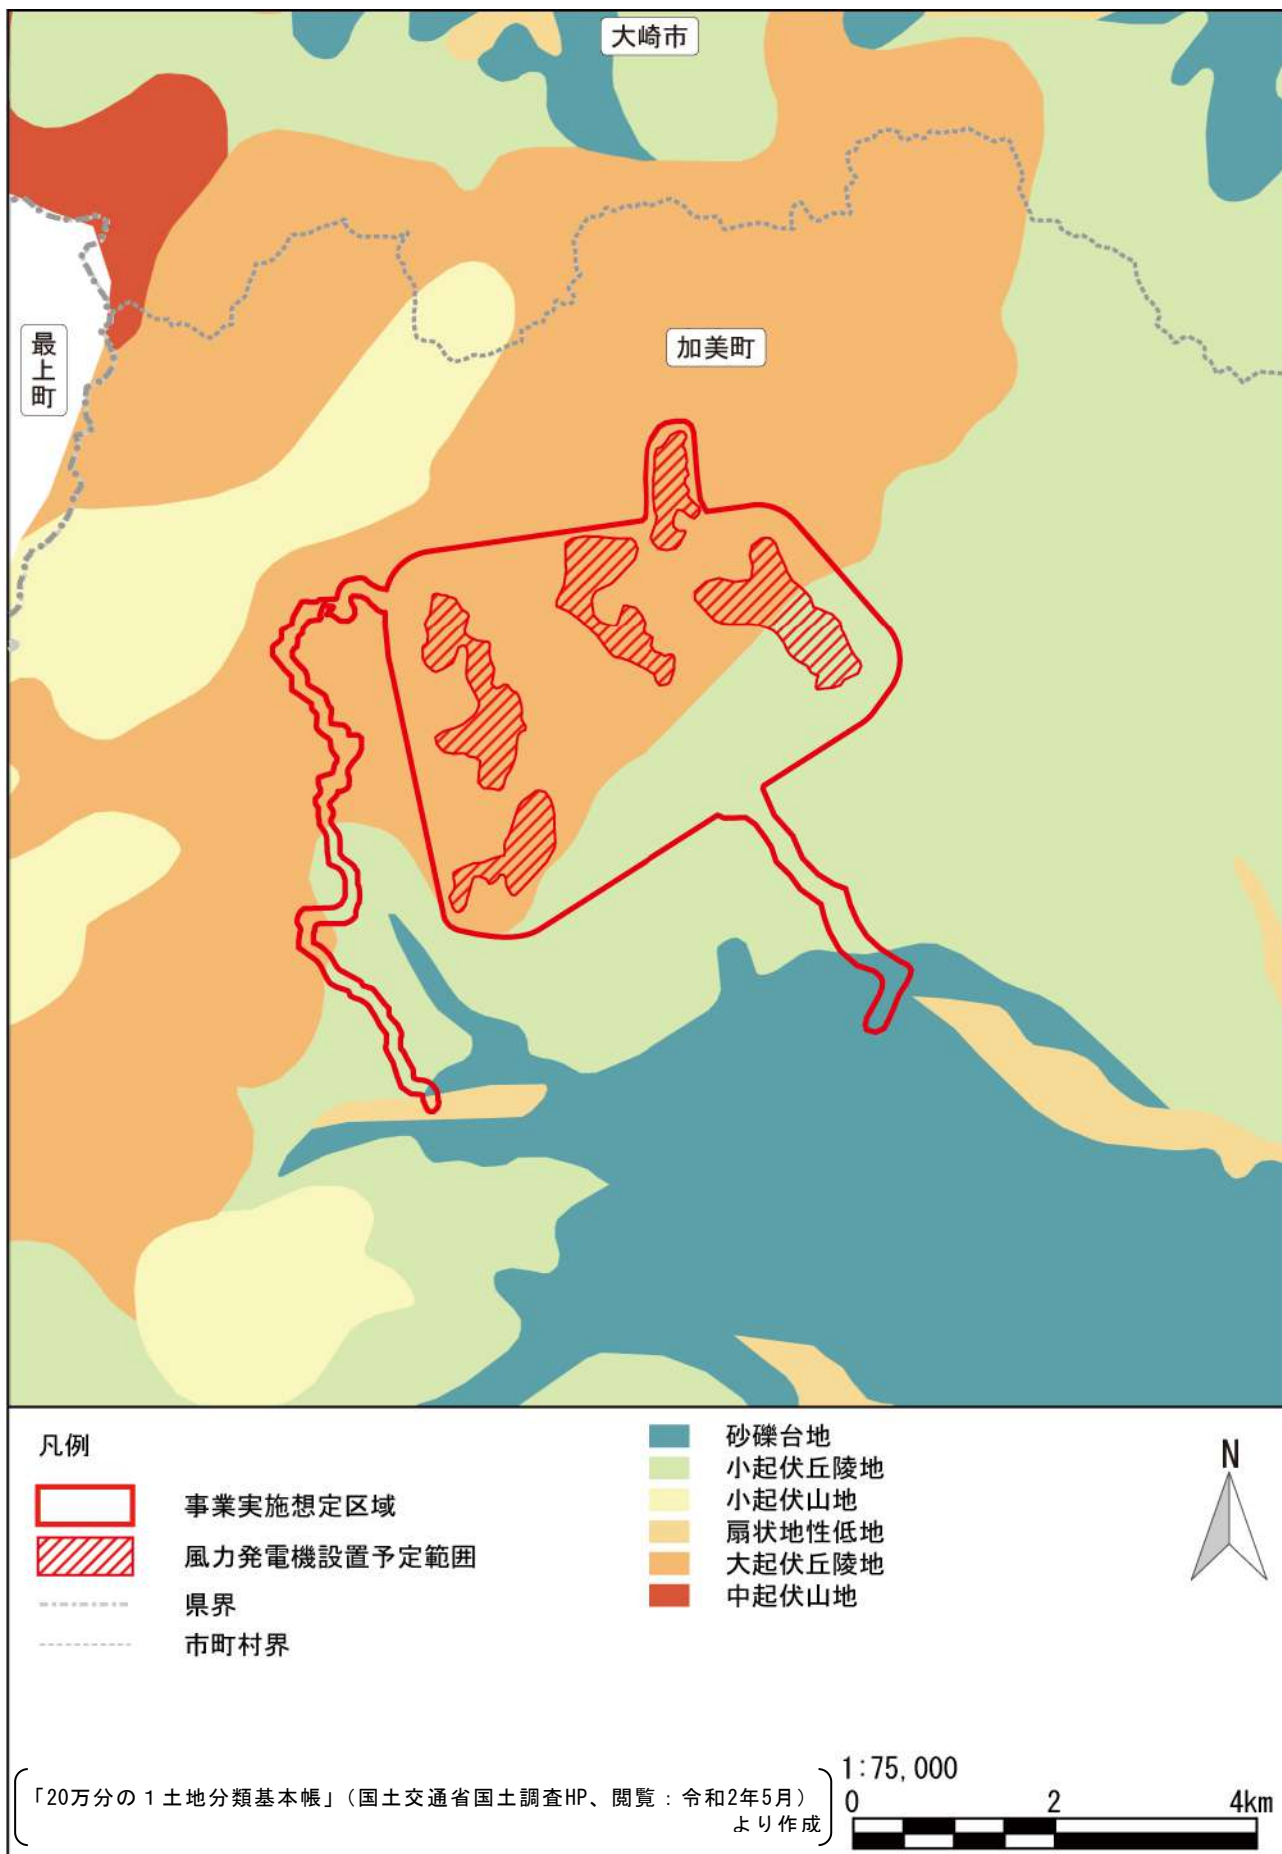 大崎市
加美町
最上町
凡例
事業実施想定区域
風力発電機設置予定範囲
県界
市町村界
砂礫台地
小起伏丘陵地
小起伏山地
扇状地性低地
大起伏丘陵地
中起伏山地
N
「20万分の1土地分類基本帳」（国土交通省国土調査HP、閲覧：令和2年5月）
より作成
1:75,000
0 2 4km